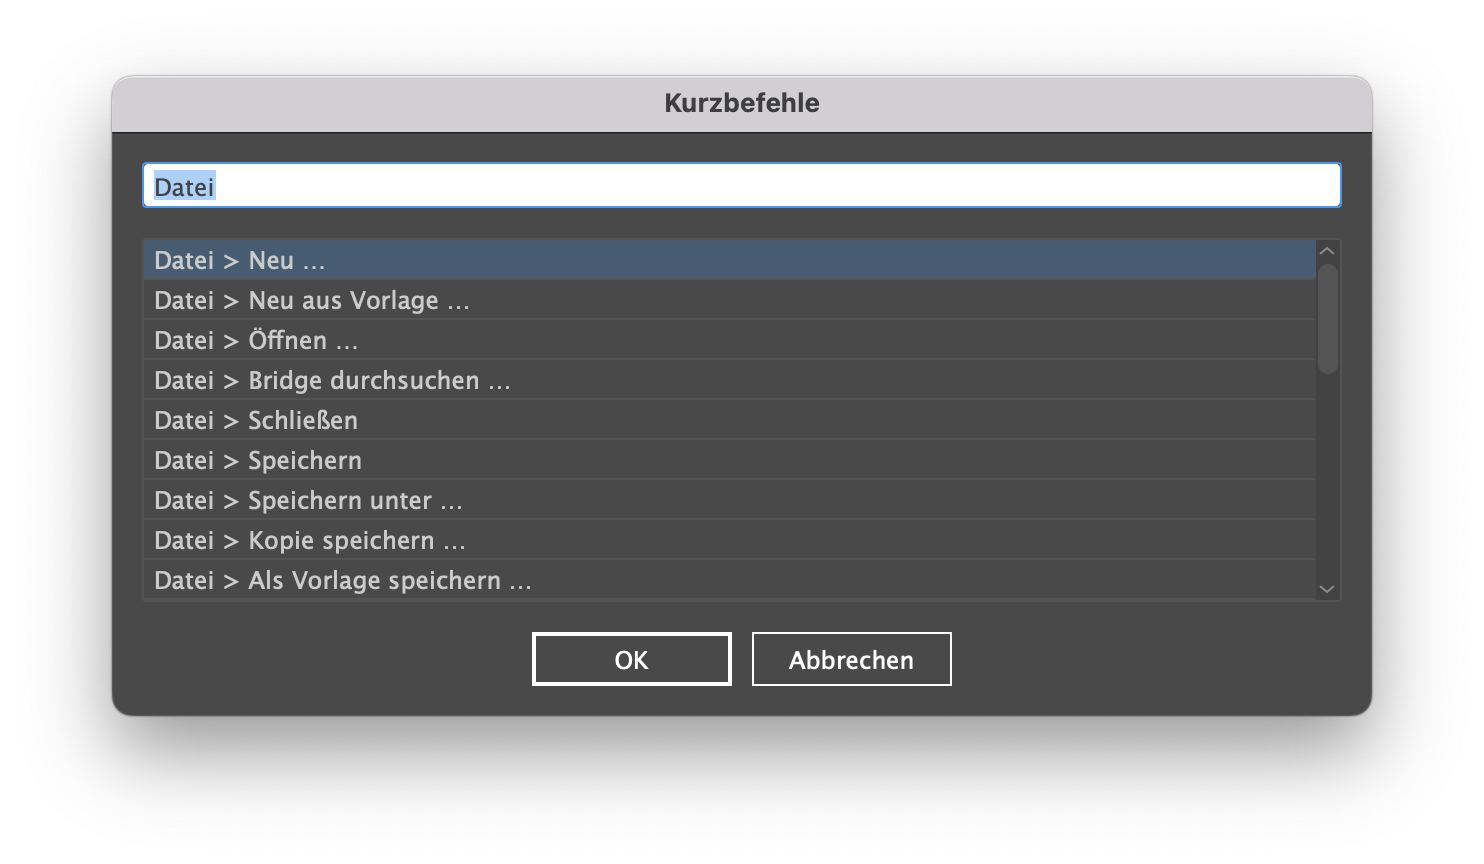 Kurzbefehle
Datei
Datei > Neu ...
Datei > Neu aus Vorlage ...
Datei > Öffnen ...
Datei > Bridge durchsuchen ...
Datei > Schließen
Datei > Speichern
Datei > Speichern unter ...
Datei > Kopie speichern ...
Datei > Als Vorlage speichern ...
OK Abbrechen